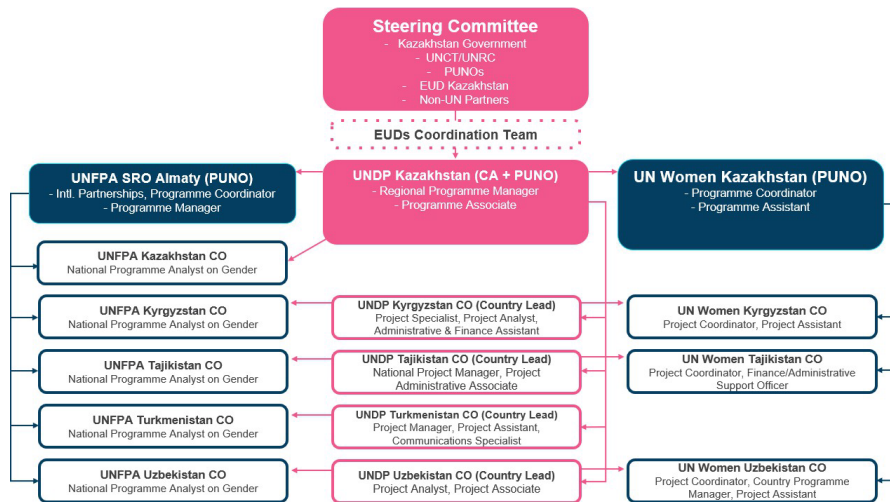 Steering Committee
- Kazakhstan Government
- UNCT/UNRC
- PUNOs
- EUD Kazakhstan
- Non-UN Partners
EUDs Coordination Team
UNFPA SRO Almaty (PUNO)
- Intl. Partnerships, Programme Coordinator
- Programme Manager
UNDP Kazakhstan (CA + PUNO)
- Regional Programme Manager
- Programme Associate
UN Women Kazakhstan (PUNO)
- Programme Coordinator
- Programme Assistant
UNFPA Kazakhstan CO
National Programme Analyst on Gender
UNFPA Kyrgyzstan CO
National Programme Analyst on Gender
UNDP Kyrgyzstan CO (Country Lead)
Project Specialist, Project Analyst,
Administrative & Finance Assistant
UN Women Kyrgyzstan CO
Project Coordinator, Project Assistant
UNFPA Tajikistan CO
National Programme Analyst on Gender
UNDP Tajikistan CO (Country Lead)
National Project Manager, Project
Administrative Associate
UN Women Tajikistan CO
Project Coordinator, Finance/Administrative
Support Officer
UNFPA Turkmenistan CO
National Programme Analyst on Gender
UNDP Turkmenistan CO (Country Lead)
Project Manager, Project Assistant,
Communications Specialist
UNFPA Uzbekistan CO
National Programme Analyst on Gender
UNDP Uzbekistan CO (Country Lead)
Project Analyst, Project Associate
UN Women Uzbekistan CO
Project Coordinator, Country Programme
Manager, Project Assistant